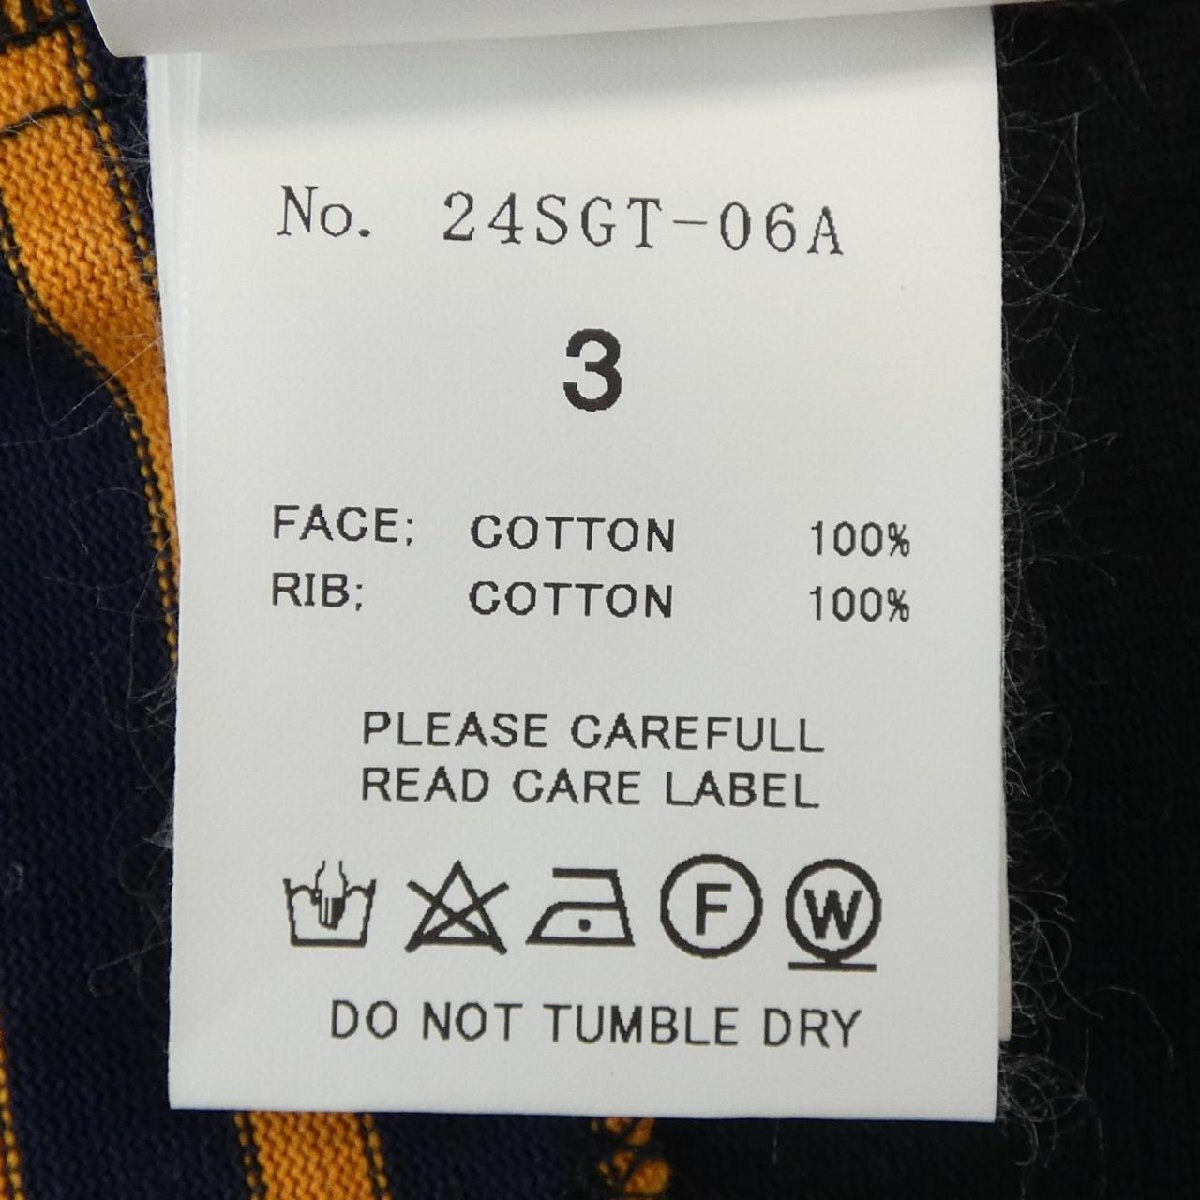 No. 24SGT-06A
3
FACE; COTTON 100%
RIB; COTTON 100%
PLEASE CAREFULL
READ CARE LABEL
F W
DO NOT TUMBLE DRY